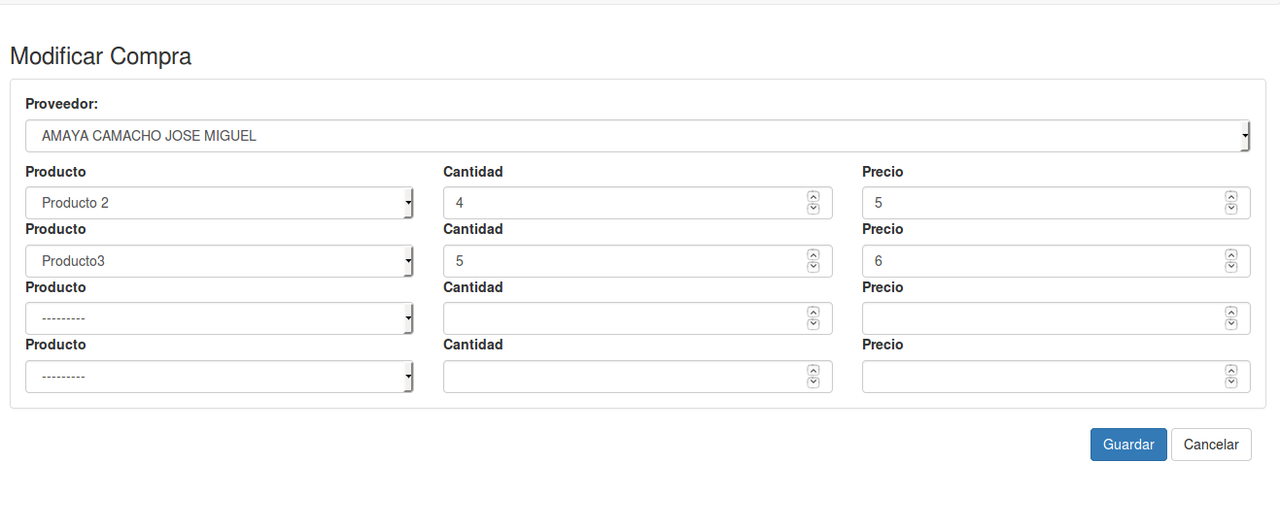 Modificar Compra
Proveedor:
AMAYA CAMACHO JOSE MIGUEL
Producto Cantidad Precio
Producto 2 4 5
Producto Cantidad Precio
Producto3 5 6
Producto Cantidad Precio
---------
Producto Cantidad Precio
---------
Guardar Cancelar